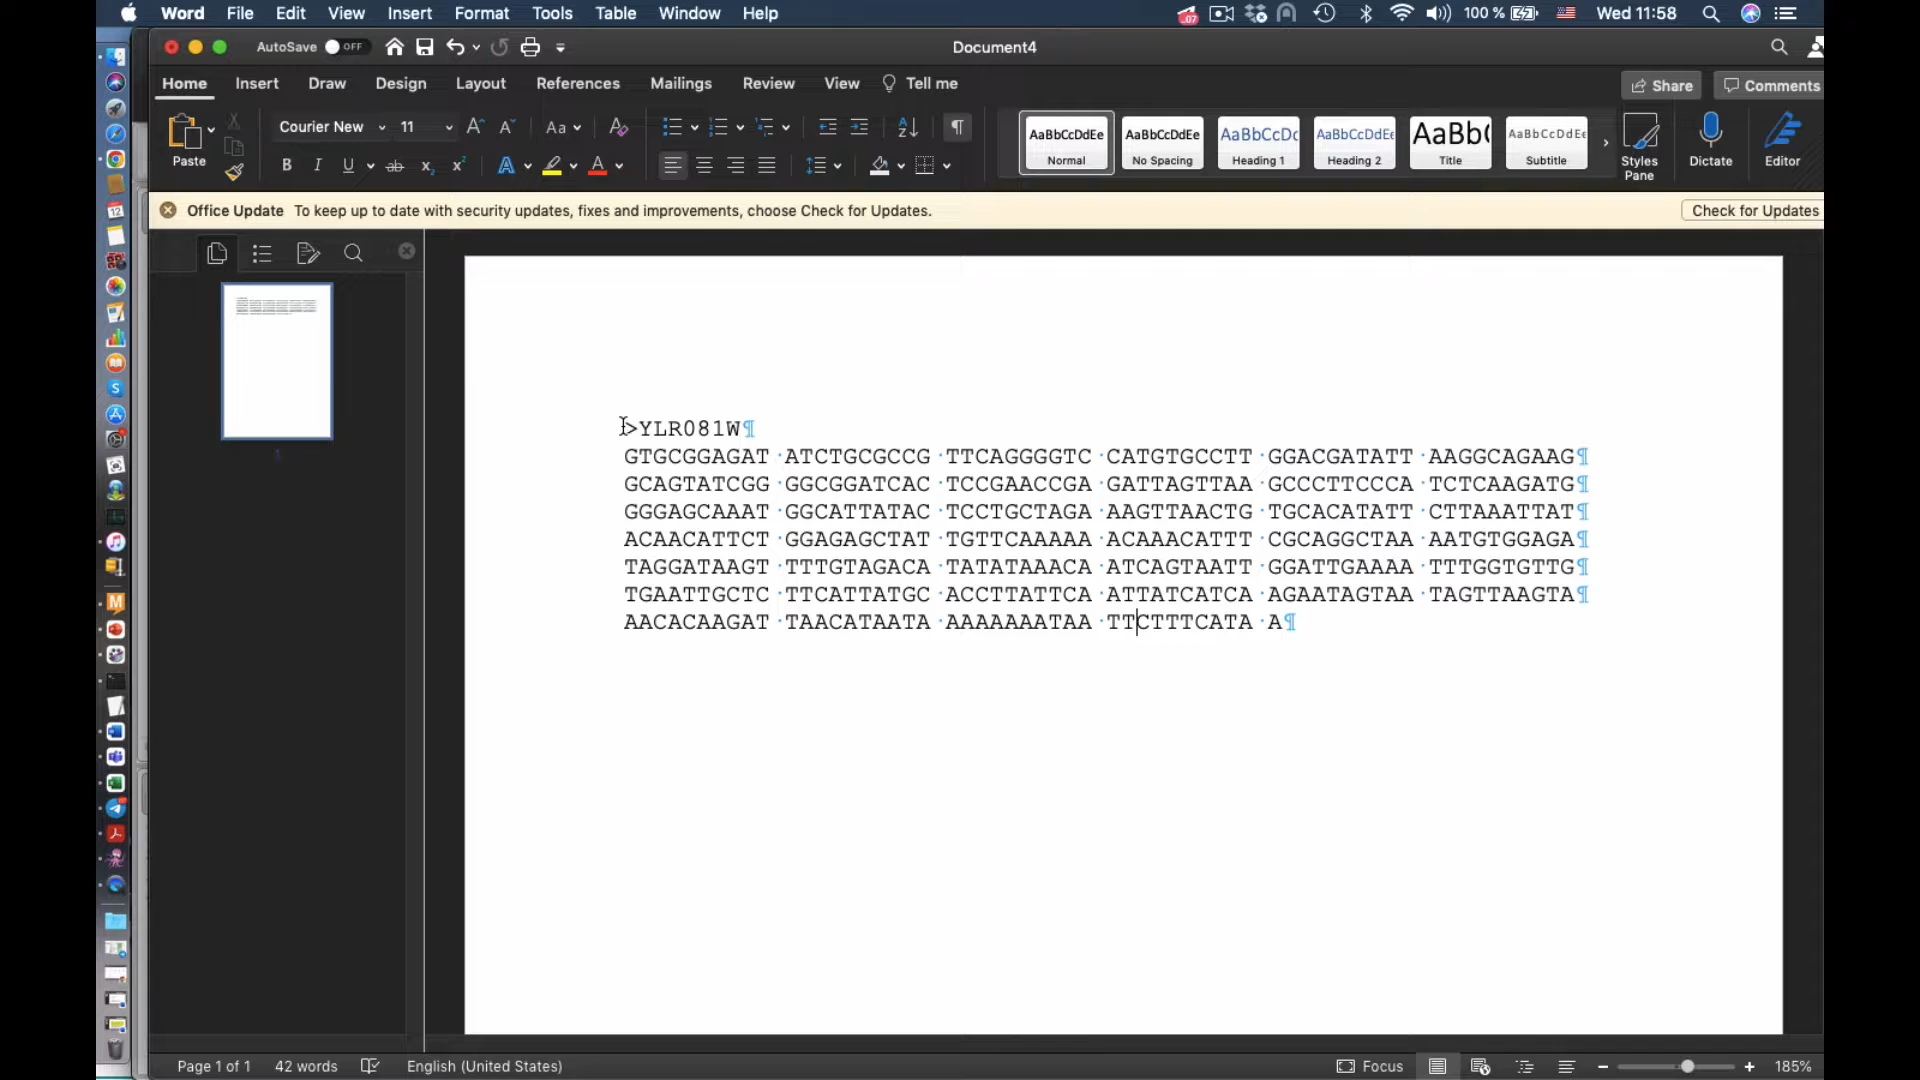 Word File Edit View Insert Format Tools Table Window Help 100 % Wed 11:58
AutoSave OFF Document4
Home Insert Draw Design Layout References Mailings Review View Tell me Share Comments
Paste Courier New 11 Aa AaBbCcDdEe Normal AaBbCcDdEe No Spacing AaBbCcDc Heading 1 AaBbCcDdEe Heading 2 AaBb( Title AaBbCcDdEe Subtitle Styles Pane Dictate Editor
Office Update To keep up to date with security updates, fixes and improvements, choose Check for Updates. Check for Updates
1
>YLR081W¶
GTGCGGAGAT ·ATCTGCGCCG ·TTCAGGGGTC ·CATGTGCCTT ·GGACGATATT ·AAGGCAGAAG¶
GCAGTATCGG ·GGCGGATCAC ·TCCGAACCGA ·GATTAGTTAA ·GCCCTTCCCA ·TCTCAAGATG¶
GGGAGCAAAT ·GGCATTATAC ·TCCTGCTAGA ·AAGTTAACTG ·TGCACATATT ·CTTAAATTAT¶
ACAACATTCT ·GGAGAGCTAT ·TGTTCAAAAA ·ACAAACATTT ·CGCAGGCTAA ·AATGTGGAGA¶
TAGGATAAGT ·TTTGTAGACA ·TATATAAACA ·ATCAGTAATT ·GGATTGAAAA ·TTTGGTGTTG¶
TGAATTGCTC ·TTCATTATGC ·ACCTTATTCA ·ATTATCATCA ·AGAATAGTAA ·TAGTTAAGTA¶
AACACAAGAT ·TAACATAATA ·AAAAAAATAA ·TTCTTTCATA ·A¶
Page 1 of 1 42 words English (United States) Focus 185%